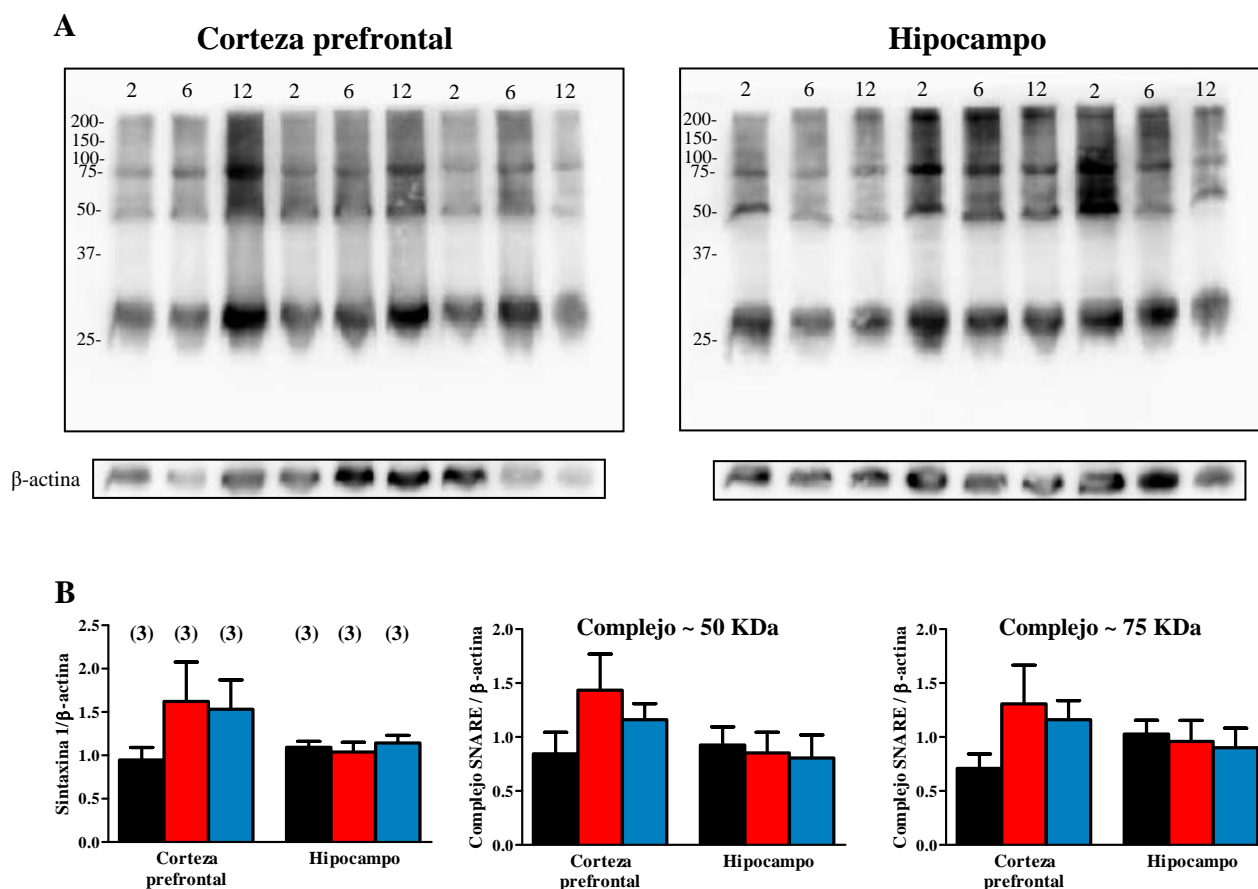 A
Corteza prefrontal
Hipocampo
2 6 12 2 6 12 2 6 12
200-
150-
100-
75-
50-
37-
25-
2 6 12 2 6 12 2 6 12
200-
150-
100-
75-
50-
37-
25-
β-actina
B
Sintaxina 1/β-actina
2.5
2.0
1.5
1.0
0.5
0.0
(3) (3) (3) (3) (3) (3)
Corteza
prefrontal
Hipocampo
Complejo ~ 50 KDa
Complejo SNARE / β-actina
2.0
1.5
1.0
0.5
0.0
Corteza
prefrontal
Hipocampo
Complejo ~ 75 KDa
Complejo SNARE / β-actina
2.0
1.5
1.0
0.5
0.0
Corteza
prefrontal
Hipocampo